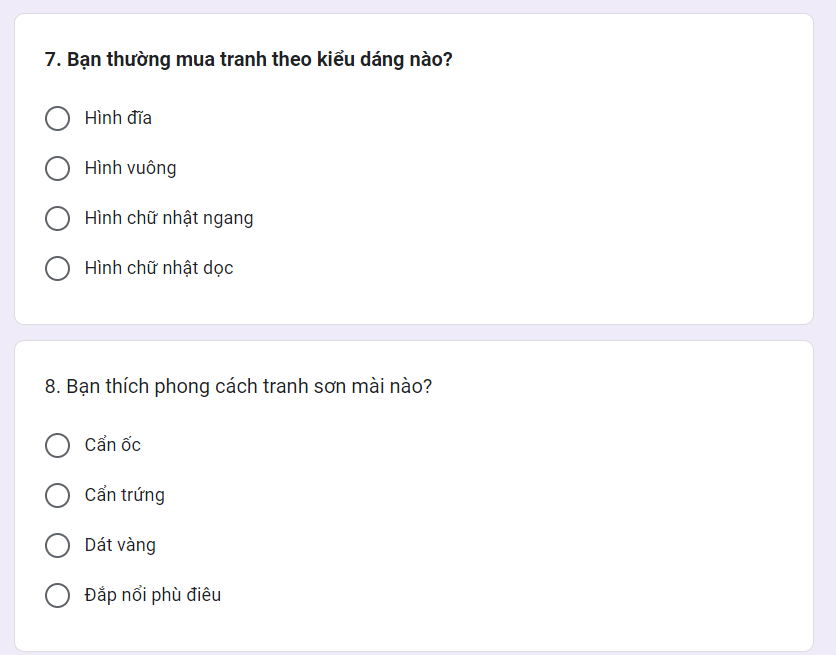 7. Bạn thường mua tranh theo kiểu dáng nào?
Hình đĩa
Hình vuông
Hình chữ nhật ngang
Hình chữ nhật dọc
8. Bạn thích phong cách tranh sơn mài nào?
Cẩn ốc
Cẩn trứng
Dát vàng
Đắp nổi phù điêu